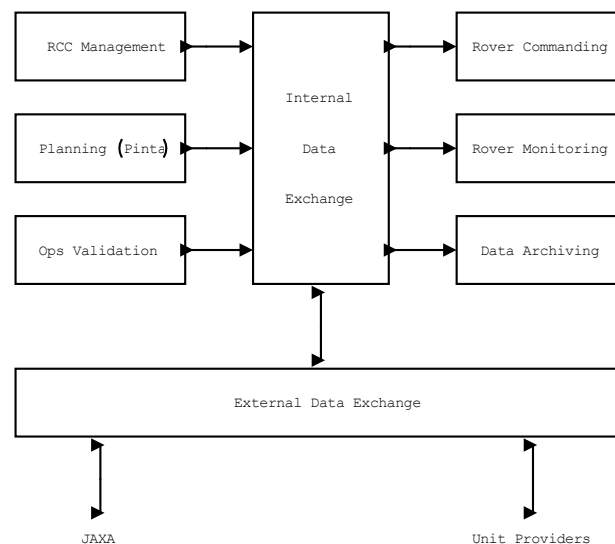 RCC Management
Rover Commanding
Internal
Data
Exchange
Planning (Pinta)
Rover Monitoring
Ops Validation
Data Archiving
External Data Exchange
JAXA
Unit Providers